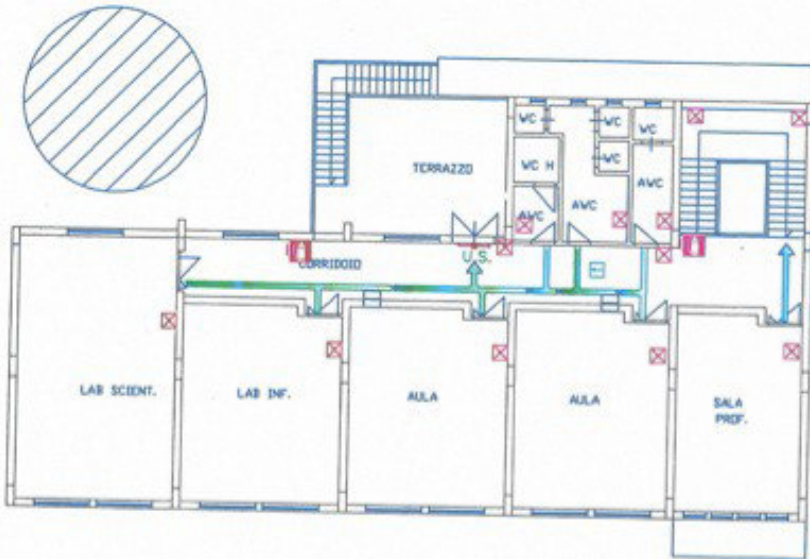 WC
WC
WC
TERRAZZO
WC H
WC
AWC
AWC
AWC
U.S.
CORRIDOIO
LAB SCIENT.
LAB INF.
AULA
AULA
SALA
PROF.